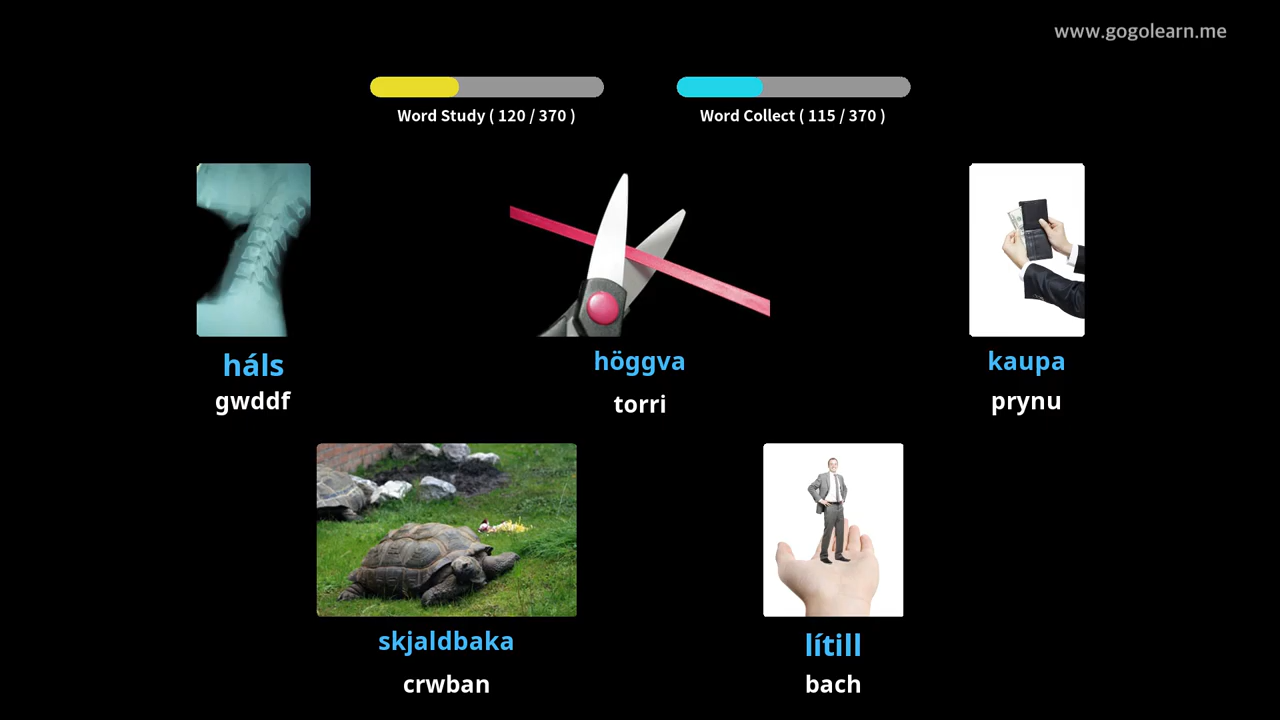 www.gogolearn.me
Word Study ( 120 / 370 )
Word Collect ( 115 / 370 )
háls
gwddf
höggva
torri
kaupa
prynu
skjaldbaka
crwban
lítill
bach